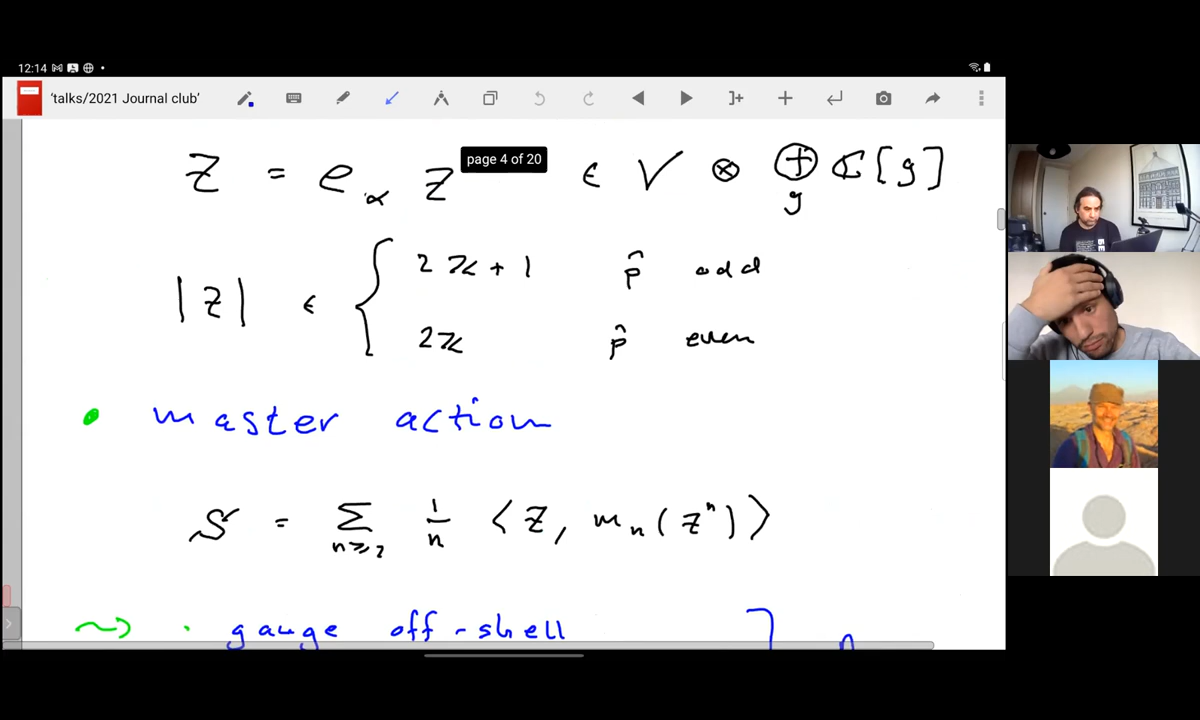 12:14
'talks/2021 Journal club'
page 4 of 20
Z = e_α Z ∈ V ⊗ ⊕_g ℂ[g]
|Z| ∈ { 2ℤ+1 p̂ odd
2ℤ p̂ even
• master action
S = Σ_{n≥2} 1/n ⟨Z, m_n(Z^n)⟩
⇝ · gauge off-shell ]